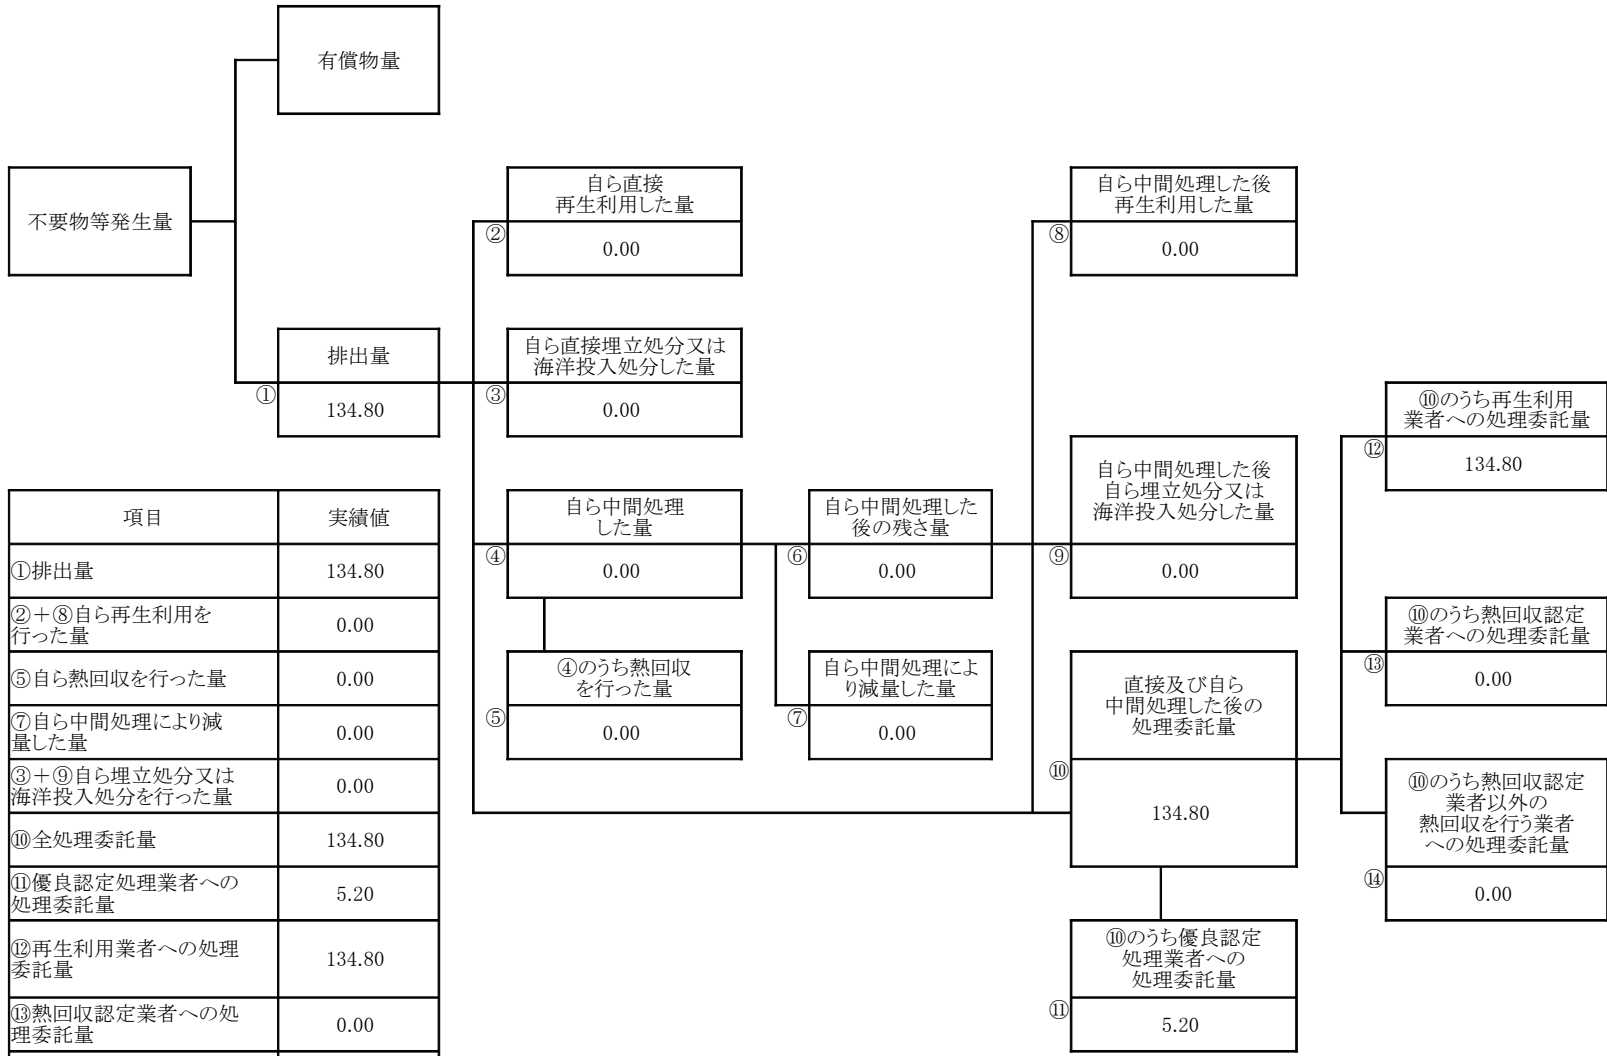 有償物量
不要物等発生量
自ら直接
再生利用した量
②
0.00
自ら中間処理した後
再生利用した量
⑧
0.00
排出量
①
134.80
自ら直接埋立処分又は
海洋投入処分した量
③
0.00
⑩のうち再生利用
業者への処理委託量
⑫
134.80
自ら中間処理
した量
④
0.00
自ら中間処理した
後の残さ量
⑥
0.00
自ら中間処理した後
自ら埋立処分又は
海洋投入処分した量
⑨
0.00
⑩のうち熱回収認定
業者への処理委託量
⑬
0.00
④のうち熱回収
を行った量
⑤
0.00
自ら中間処理によ
り減量した量
⑦
0.00
直接及び自ら
中間処理した後の
処理委託量
⑩
134.80
⑩のうち熱回収認定
業者以外の
熱回収を行う業者
への処理委託量
⑭
0.00
⑩のうち優良認定
処理業者への
処理委託量
⑪
5.20
項目 実績値
①排出量 134.80
②+⑧自ら再生利用を
行った量 0.00
⑤自ら熱回収を行った量 0.00
⑦自ら中間処理により減
量した量 0.00
③+⑨自ら埋立処分又は
海洋投入処分を行った量 0.00
⑩全処理委託量 134.80
⑪優良認定処理業者への
処理委託量 5.20
⑫再生利用業者への処理
委託量 134.80
⑬熱回収認定業者への処
理委託量 0.00